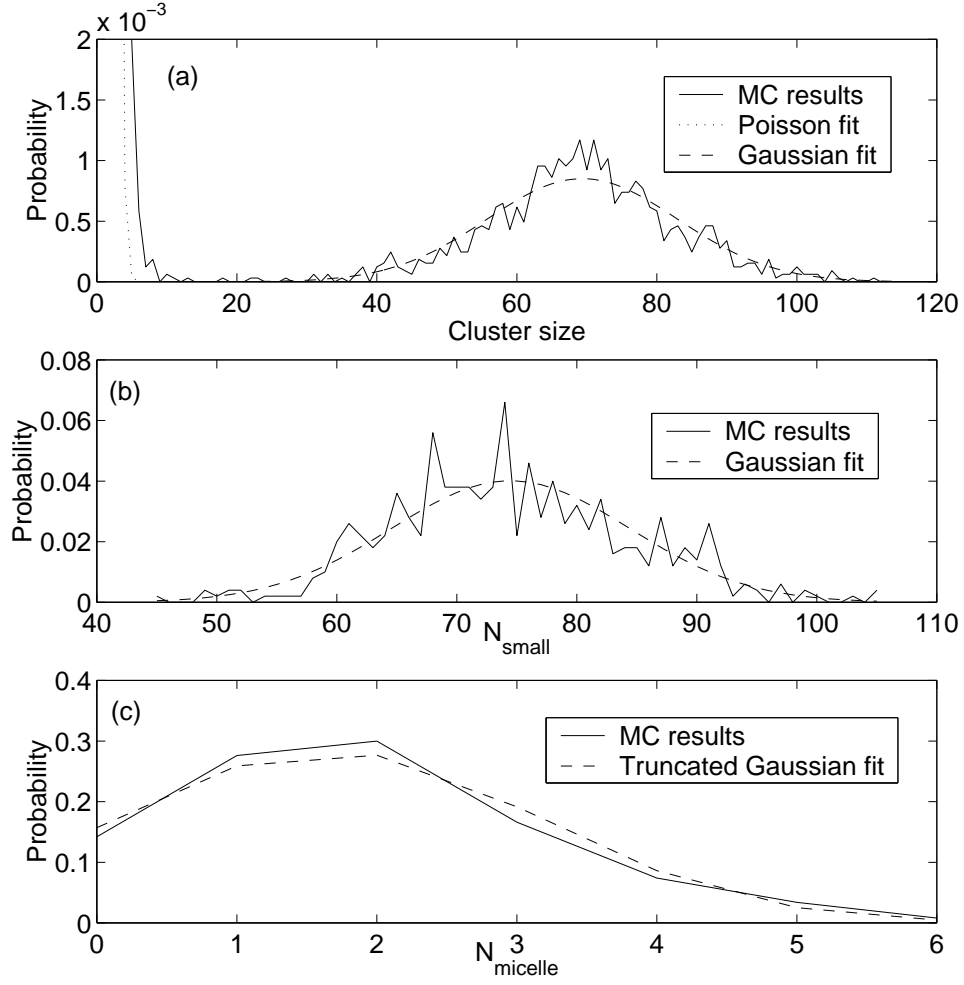 x 10^-3
2
1.5
1
0.5
0
Probability
(a)
MC results
Poisson fit
Gaussian fit
0 20 40 60 80 100 120
Cluster size
0.08
0.06
0.04
0.02
0
Probability
(b)
MC results
Gaussian fit
40 50 60 70 80 90 100 110
N_small
0.4
0.3
0.2
0.1
0
Probability
(c)
MC results
Truncated Gaussian fit
0 1 2 3 4 5 6
N_micelle